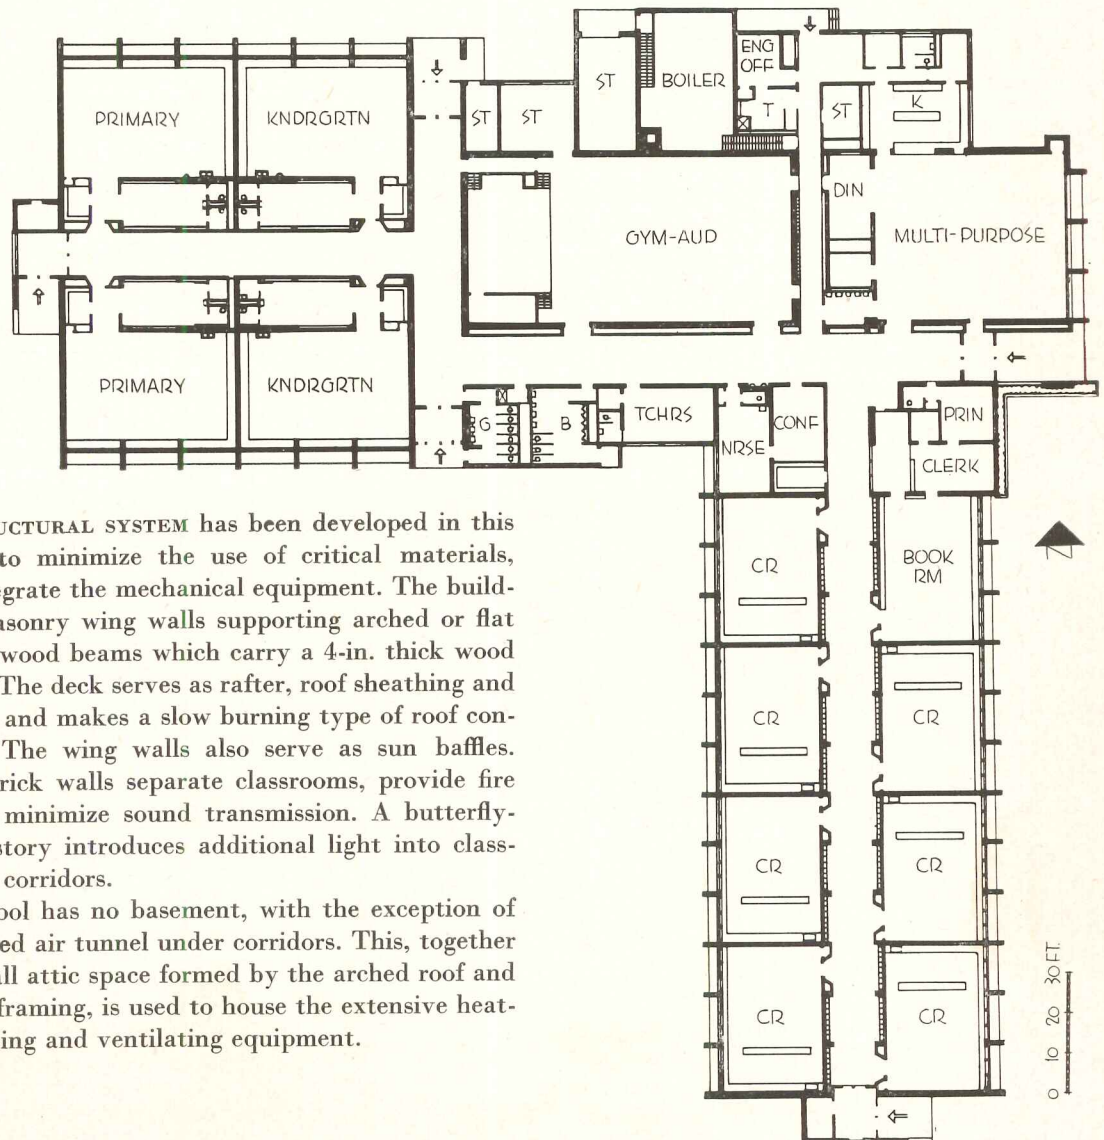 ENG
OFF
ST
BOILER
K
PRIMARY
KNDRGRTN
ST
ST
T
ST
DIN
GYM-AUD
MULTI-PURPOSE
PRIMARY
KNDRGRTN
G
B
TCHRS
NRSE
CONF
PRIN
CLERK
UCTURAL SYSTEM has been developed in this
to minimize the use of critical materials,
egrate the mechanical equipment. The build-
asonry wing walls supporting arched or flat
wood beams which carry a 4-in. thick wood
The deck serves as rafter, roof sheathing and
and makes a slow burning type of roof con-
The wing walls also serve as sun baffles.
rick walls separate classrooms, provide fire
minimize sound transmission. A butterfly-
story introduces additional light into class-
corridors.
ool has no basement, with the exception of
ed air tunnel under corridors. This, together
all attic space formed by the arched roof and
framing, is used to house the extensive heat-
ing and ventilating equipment.
CR
BOOK
RM
CR
CR
CR
CR
CR
CR
N
0 10 20 30 FT.